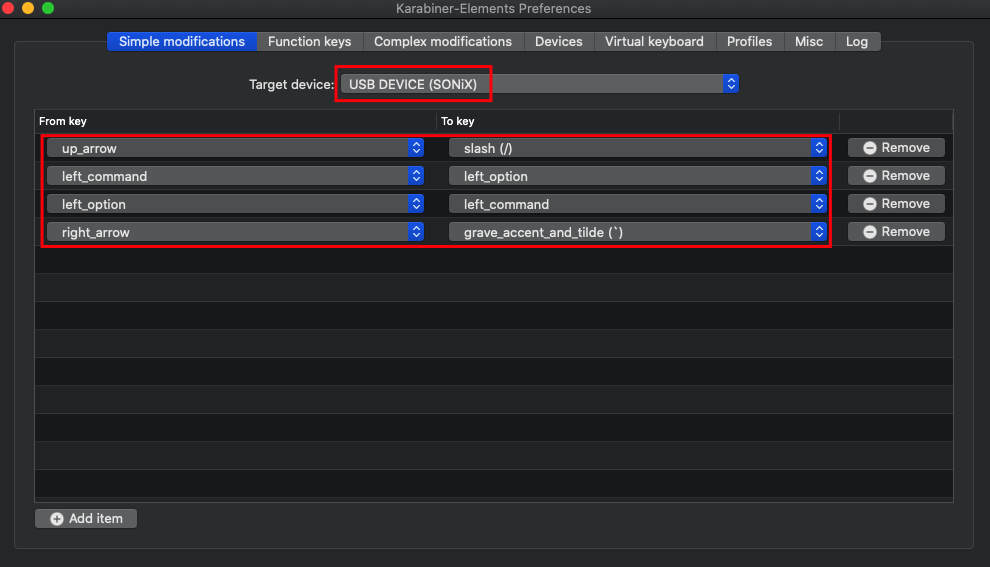 Karabiner-Elements Preferences
Simple modifications Function keys Complex modifications Devices Virtual keyboard Profiles Misc Log
Target device: USB DEVICE (SONiX)
From key To key
up_arrow slash (/) Remove
left_command left_option Remove
left_option left_command Remove
right_arrow grave_accent_and_tilde (`) Remove
Add item